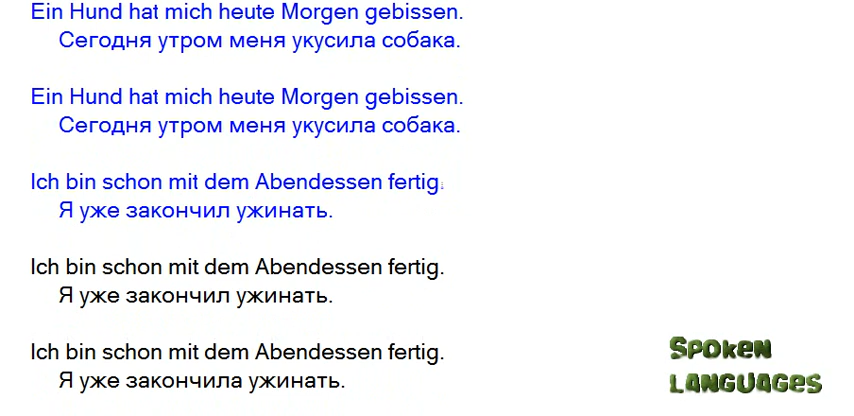 Ein Hund hat mich heute Morgen gebissen.
Сегодня утром меня укусила собака.
Ein Hund hat mich heute Morgen gebissen.
Сегодня утром меня укусила собака.
Ich bin schon mit dem Abendessen fertig.
Я уже закончил ужинать.
Ich bin schon mit dem Abendessen fertig.
Я уже закончил ужинать.
Ich bin schon mit dem Abendessen fertig.
Я уже закончила ужинать.
Spoken
Languages